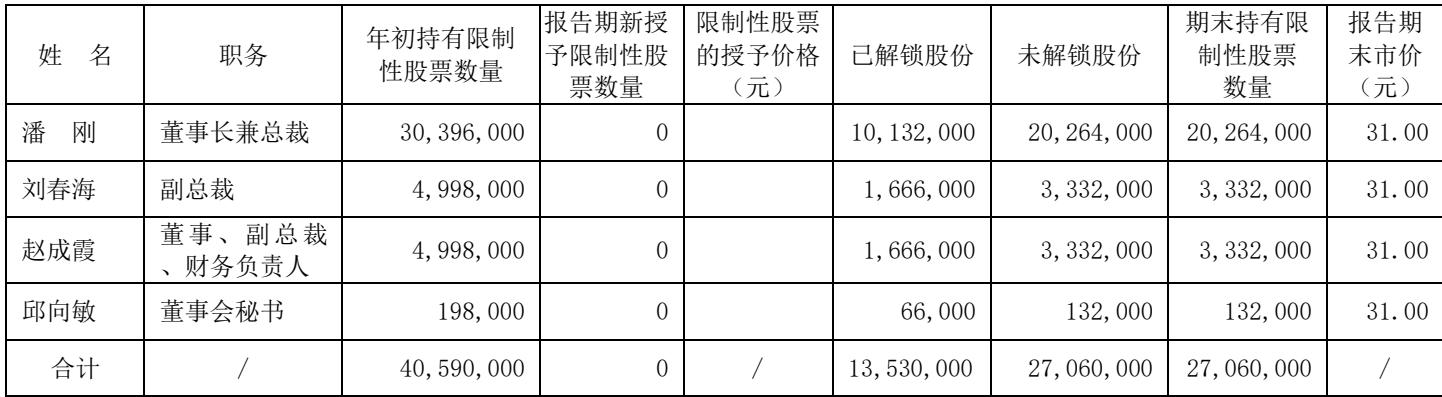 姓　名	职务	年初持有限制性股票数量	报告期新授予限制性股票数量	限制性股票的授予价格（元）	已解锁股份	未解锁股份	期末持有限制性股票数量	报告期末市价（元）
潘　刚	董事长兼总裁	30,396,000	0		10,132,000	20,264,000	20,264,000	31.00
刘春海	副总裁	4,998,000	0		1,666,000	3,332,000	3,332,000	31.00
赵成霞	董事、副总裁、财务负责人	4,998,000	0		1,666,000	3,332,000	3,332,000	31.00
邱向敏	董事会秘书	198,000	0		66,000	132,000	132,000	31.00
合计	/	40,590,000	0	/	13,530,000	27,060,000	27,060,000	/